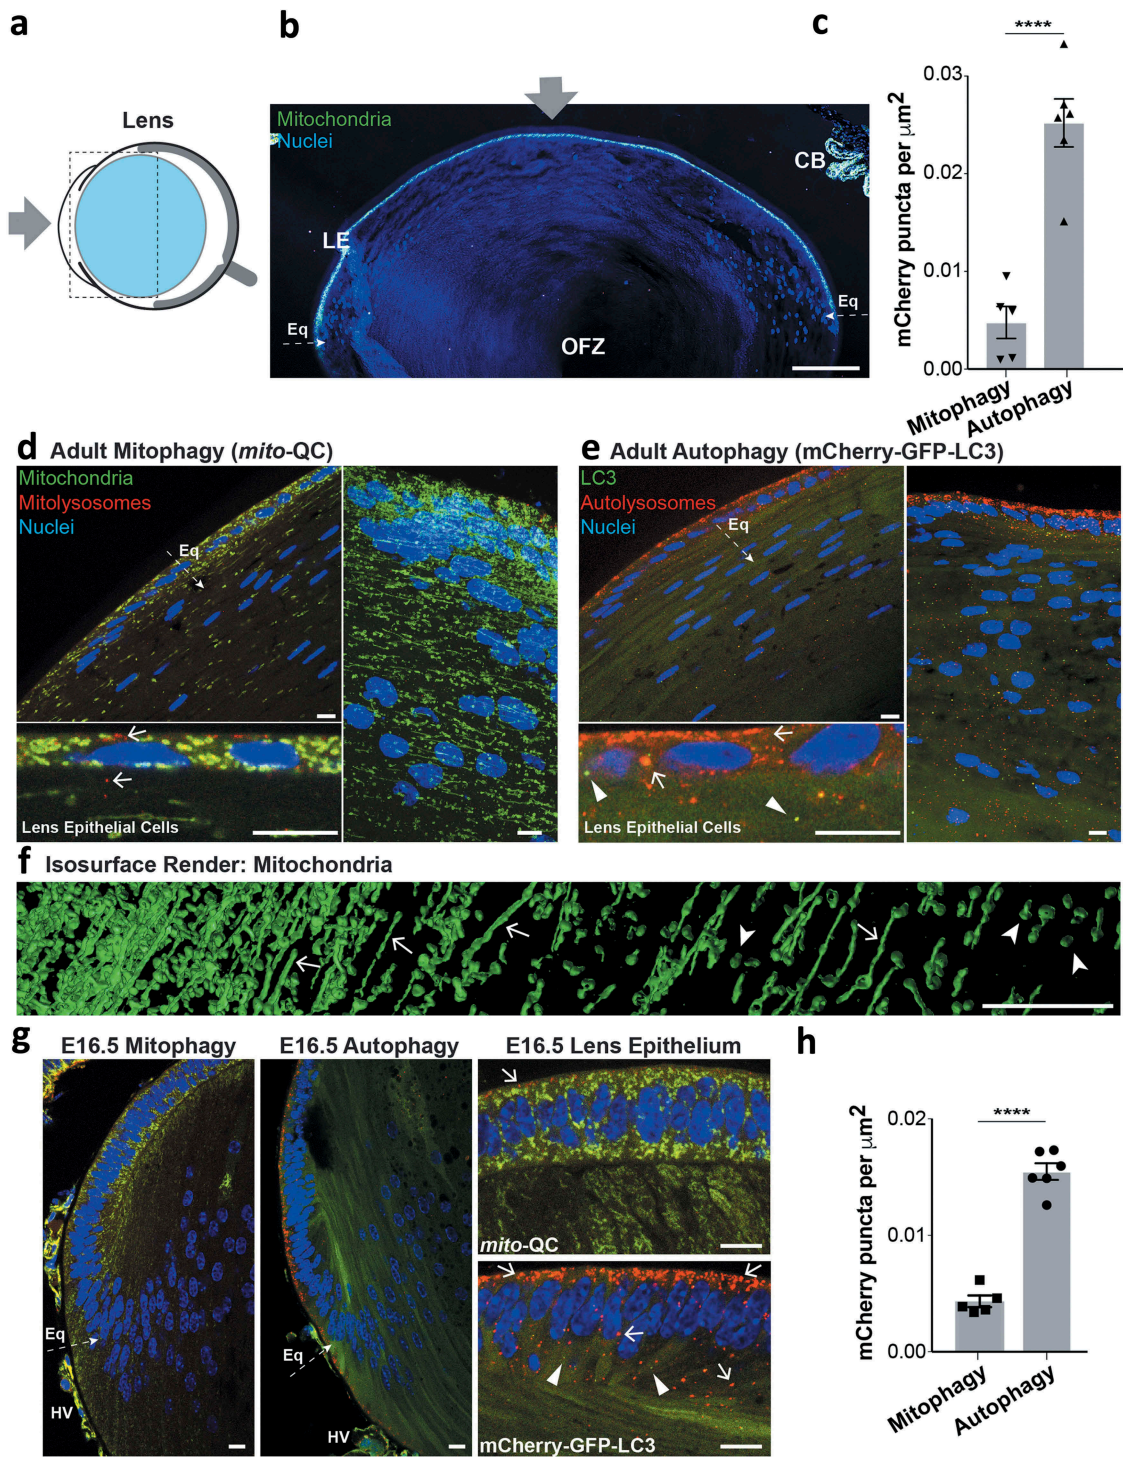 a
Lens
b
Mitochondria
Nuclei
CB
LE
Eq
Eq
OFZ
c
****
mCherry puncta per μm²
0.03
0.02
0.01
0.00
Mitophagy
Autophagy
d Adult Mitophagy (mito-QC)
Mitochondria
Mitolysosomes
Nuclei
Eq
Lens Epithelial Cells
e Adult Autophagy (mCherry-GFP-LC3)
LC3
Autolysosomes
Nuclei
Eq
Lens Epithelial Cells
f Isosurface Render: Mitochondria
g
E16.5 Mitophagy
Eq
HV
E16.5 Autophagy
Eq
HV
E16.5 Lens Epithelium
mito-QC
mCherry-GFP-LC3
h
****
mCherry puncta per μm²
0.02
0.01
0.00
Mitophagy
Autophagy